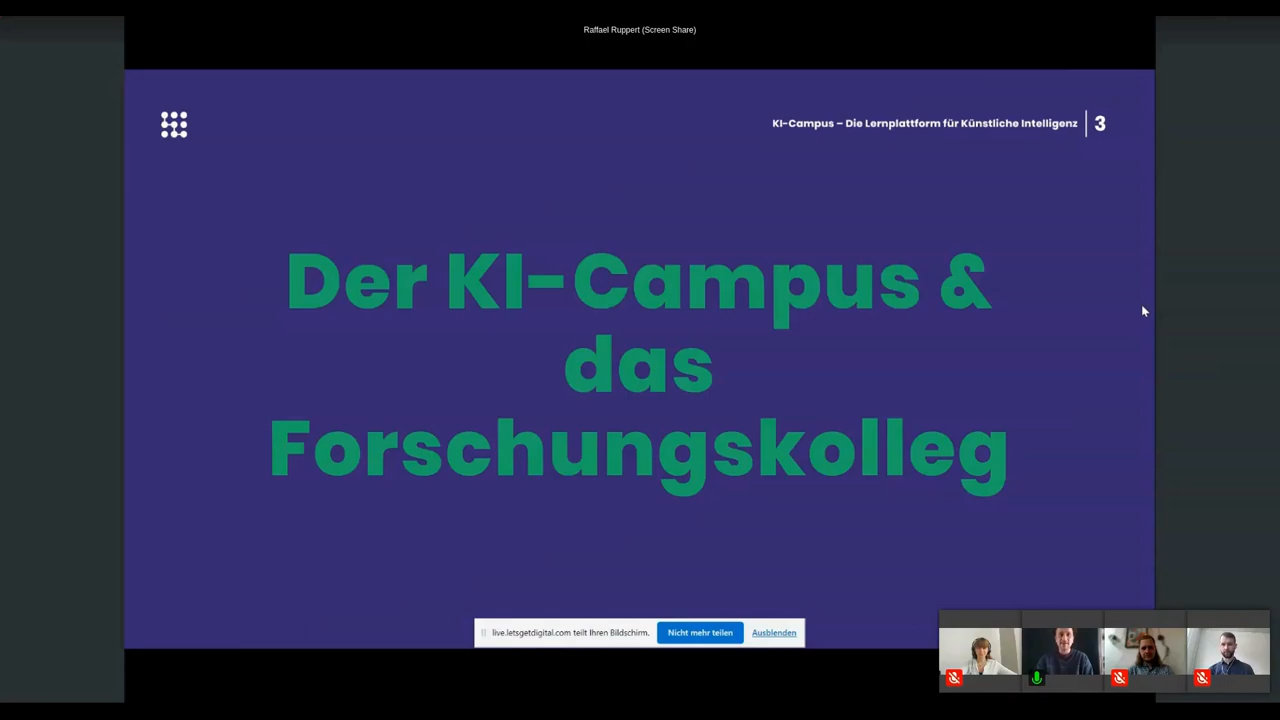 Raffael Ruppert (Screen Share)
KI-Campus – Die Lernplattform für Künstliche Intelligenz | 3
Der KI-Campus &
das
Forschungskolleg
live.letsgetdigital.com teilt Ihren Bildschirm. Nicht mehr teilen Ausblenden